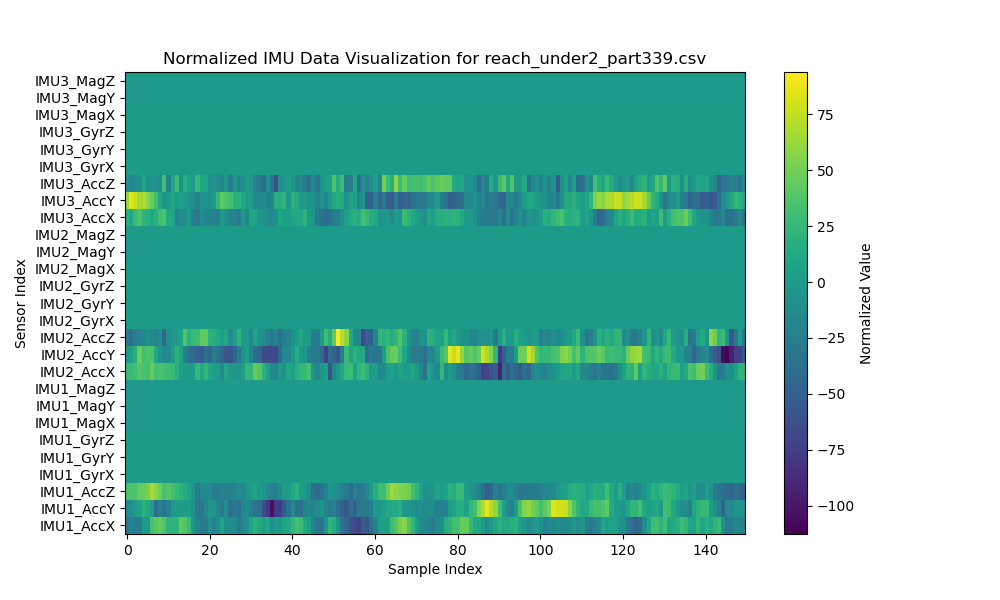 Normalized IMU Data Visualization for reach_under2_part339.csv
IMU3_MagZ
IMU3_MagY
IMU3_MagX
IMU3_GyrZ
IMU3_GyrY
IMU3_GyrX
IMU3_AccZ
IMU3_AccY
IMU3_AccX
IMU2_MagZ
IMU2_MagY
IMU2_MagX
IMU2_GyrZ
IMU2_GyrY
IMU2_GyrX
IMU2_AccZ
IMU2_AccY
IMU2_AccX
IMU1_MagZ
IMU1_MagY
IMU1_MagX
IMU1_GyrZ
IMU1_GyrY
IMU1_GyrX
IMU1_AccZ
IMU1_AccY
IMU1_AccX
Sensor Index
0 20 40 60 80 100 120 140
Sample Index
75
50
25
0
−25
−50
−75
−100
Normalized Value